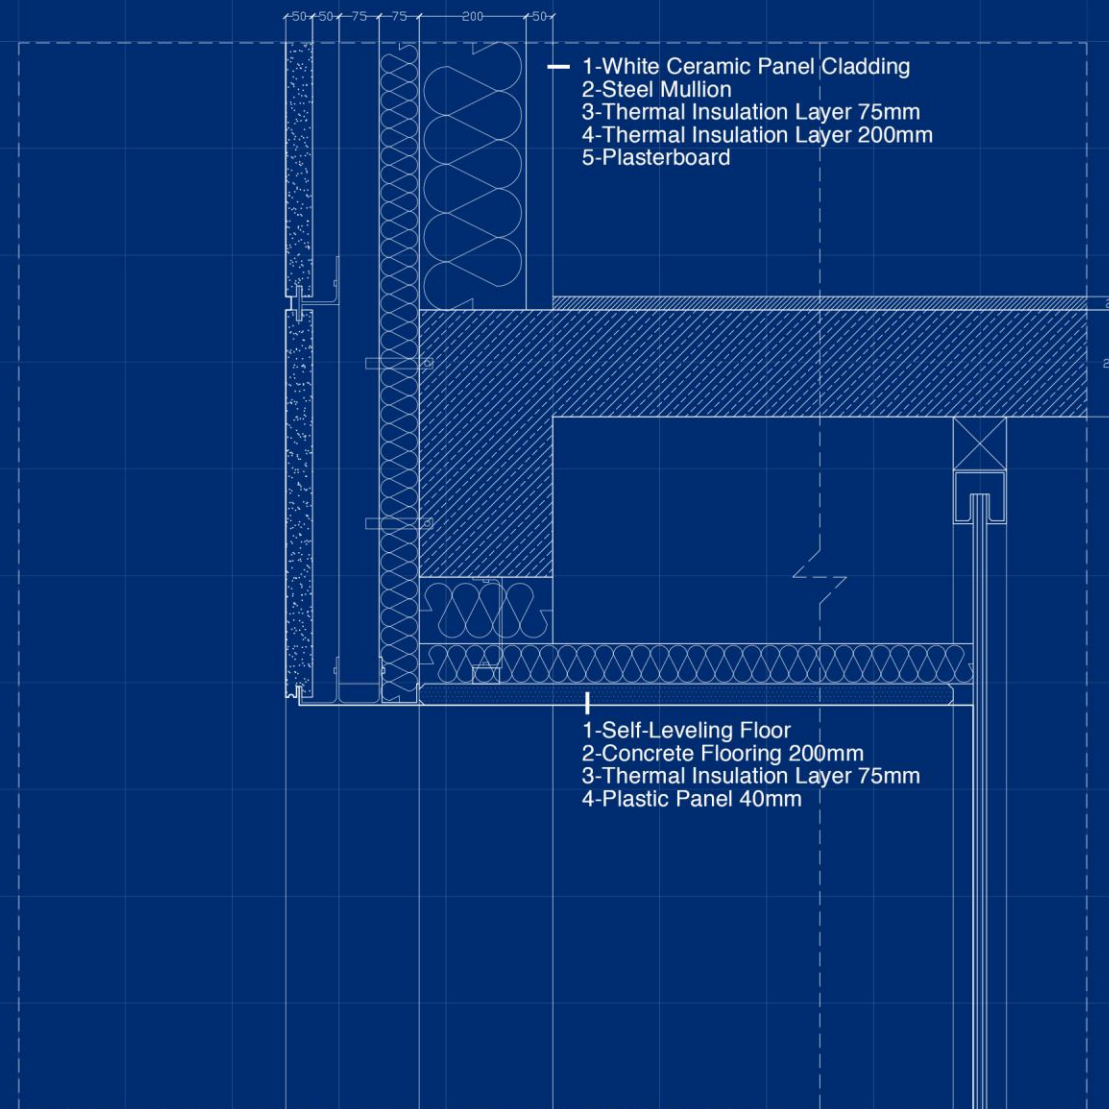 50 50 75 75 200 50
1-White Ceramic Panel Cladding
2-Steel Mullion
3-Thermal Insulation Layer 75mm
4-Thermal Insulation Layer 200mm
5-Plasterboard
1-Self-Leveling Floor
2-Concrete Flooring 200mm
3-Thermal Insulation Layer 75mm
4-Plastic Panel 40mm